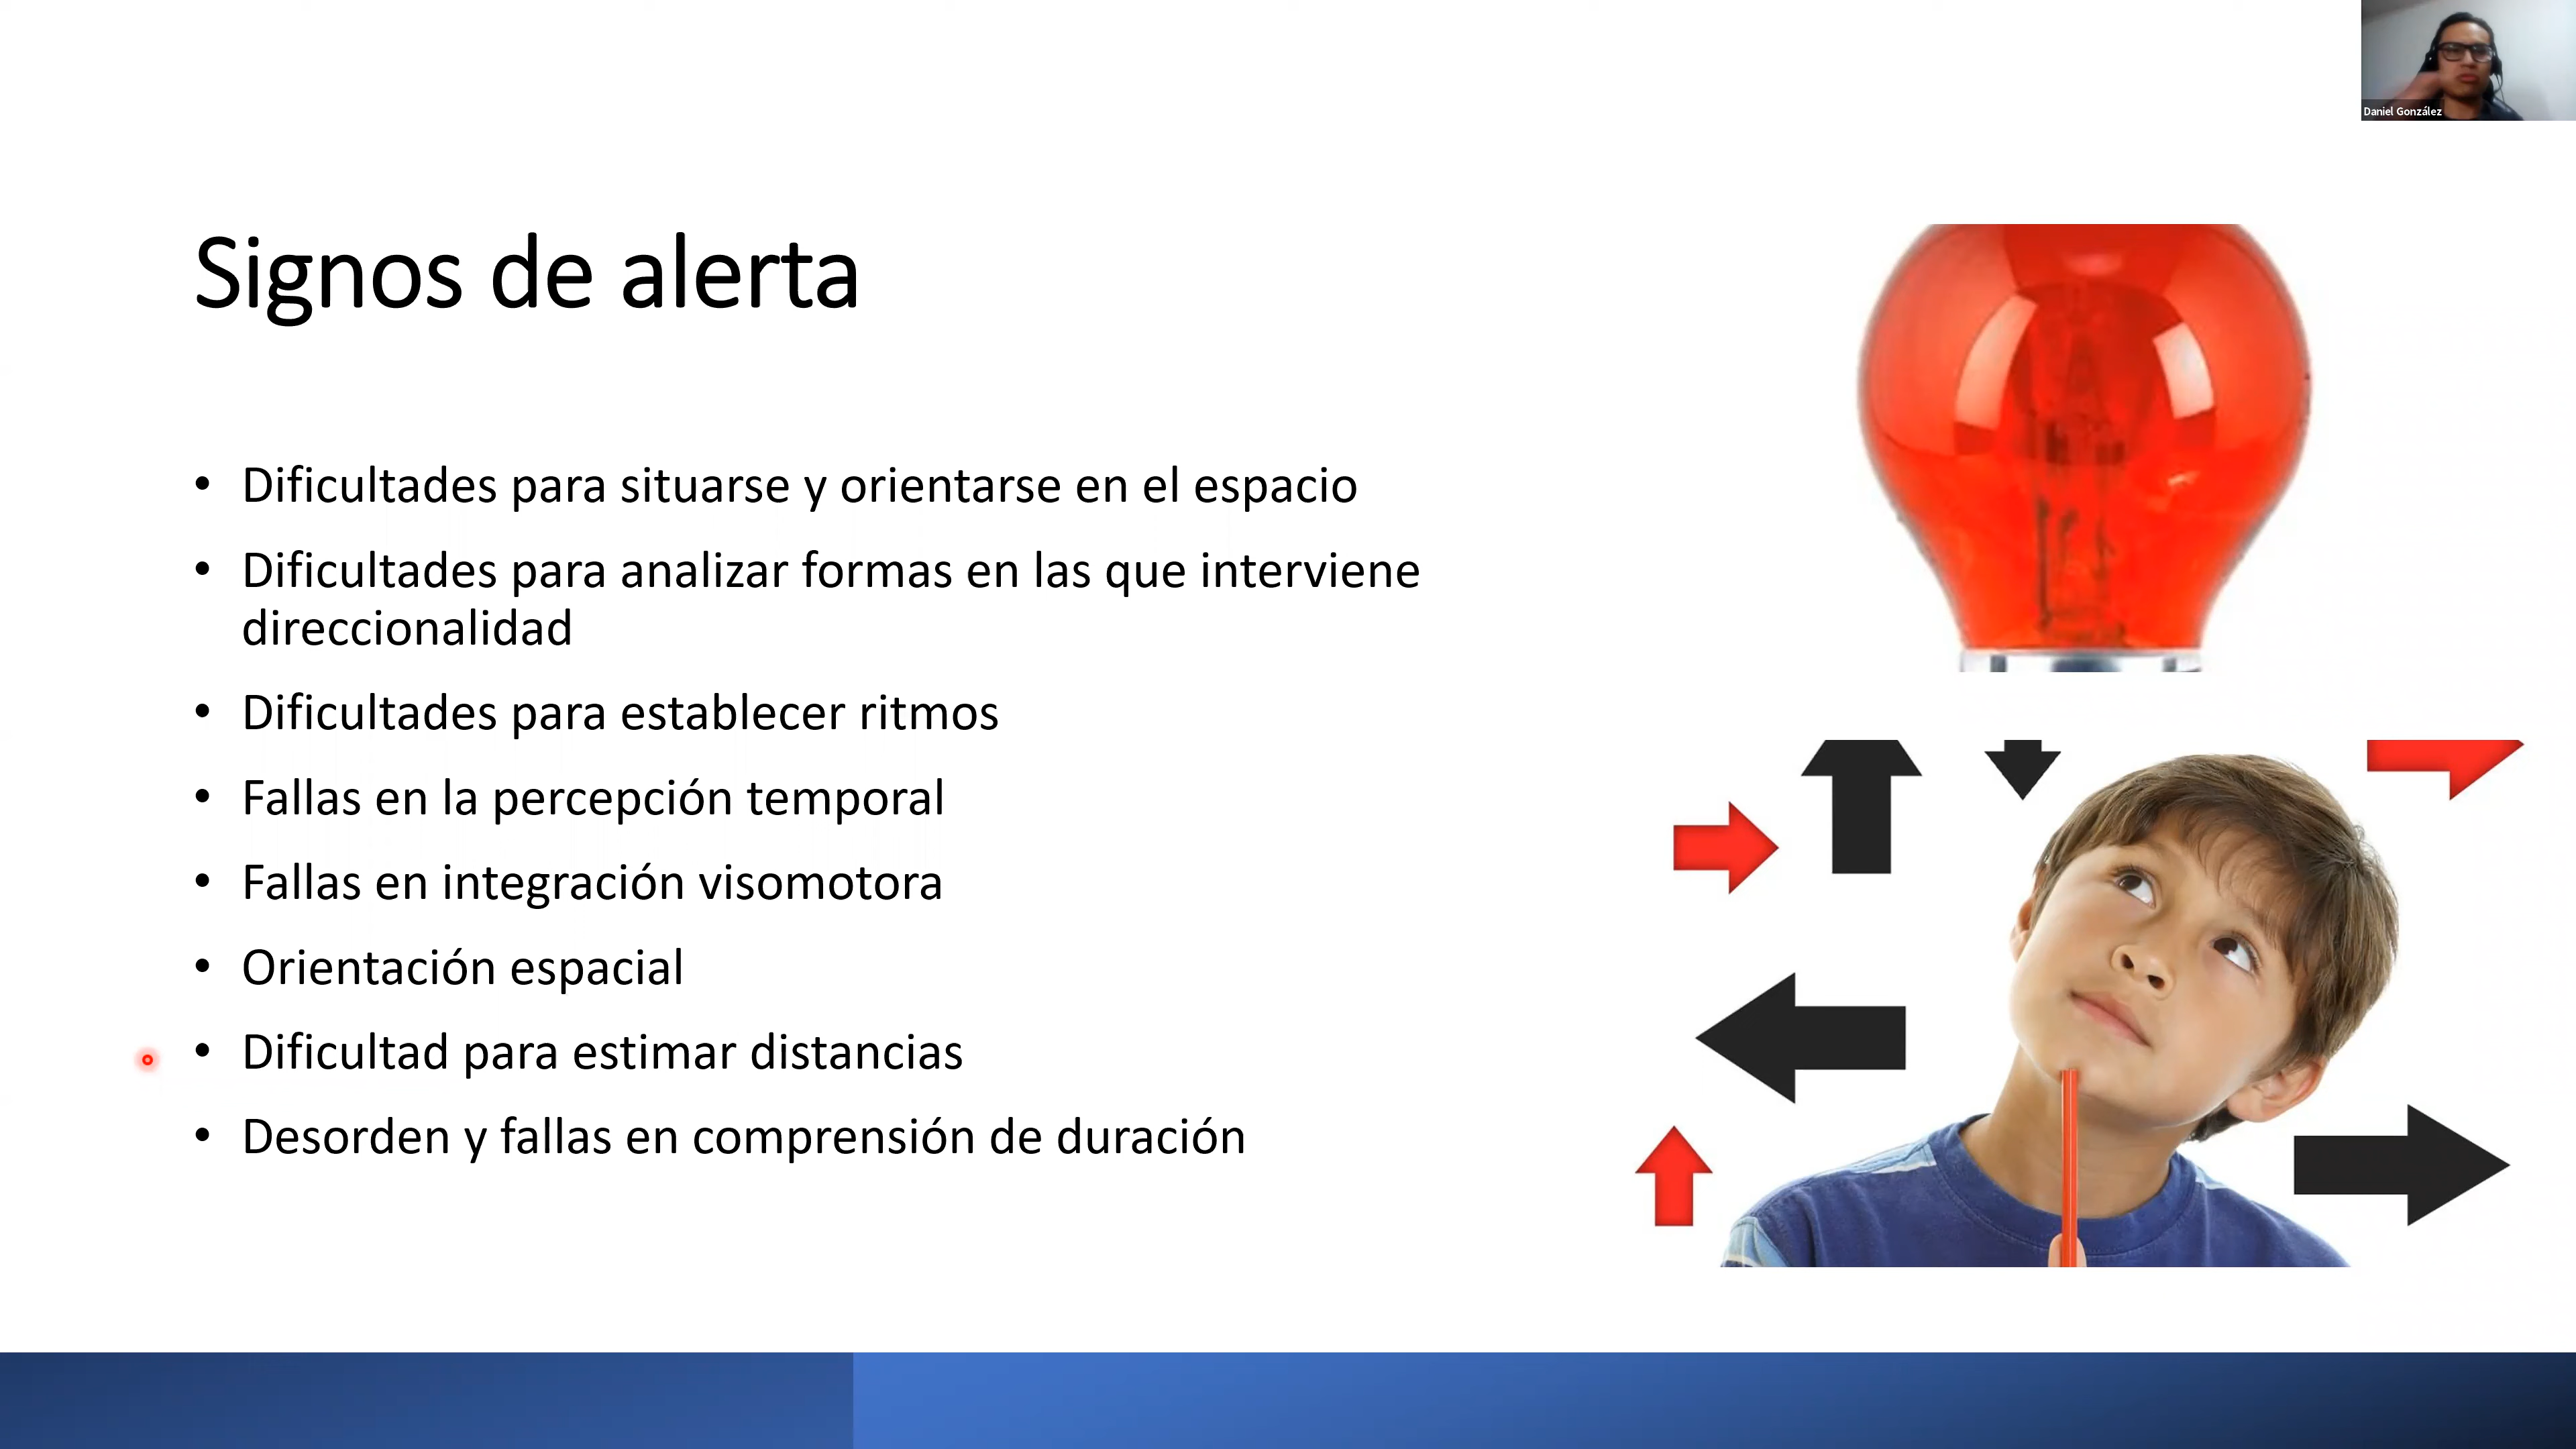 Daniel González
Signos de alerta
• Dificultades para situarse y orientarse en el espacio
• Dificultades para analizar formas en las que interviene
direccionalidad
• Dificultades para establecer ritmos
• Fallas en la percepción temporal
• Fallas en integración visomotora
• Orientación espacial
• Dificultad para estimar distancias
• Desorden y fallas en comprensión de duración